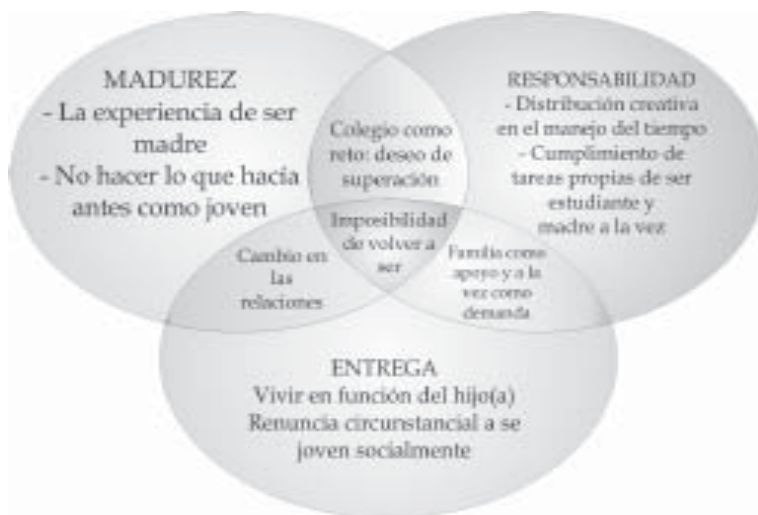 MADUREZ
- La experiencia de ser
madre
- No hacer lo que hacía
antes como joven
Colegio como
reto: deseo de
superación
RESPONSABILIDAD
- Distribución creativa
en el manejo del tiempo
- Cumplimiento de
tareas propias de ser
estudiante y
madre a la vez
Cambio en
las
relaciones
Imposibilidad
de volver a
ser
Familia como
apoyo y a la
vez como
demanda
ENTREGA
Vivir en función del hijo(a)
Renuncia circunstancial a se
joven socialmente